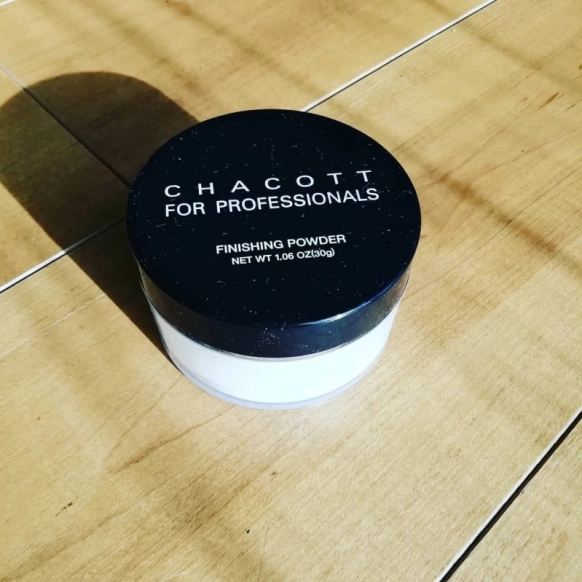 CHACOTT
FOR PROFESSIONALS
FINISHING POWDER
NET WT 1.06 OZ(30g)